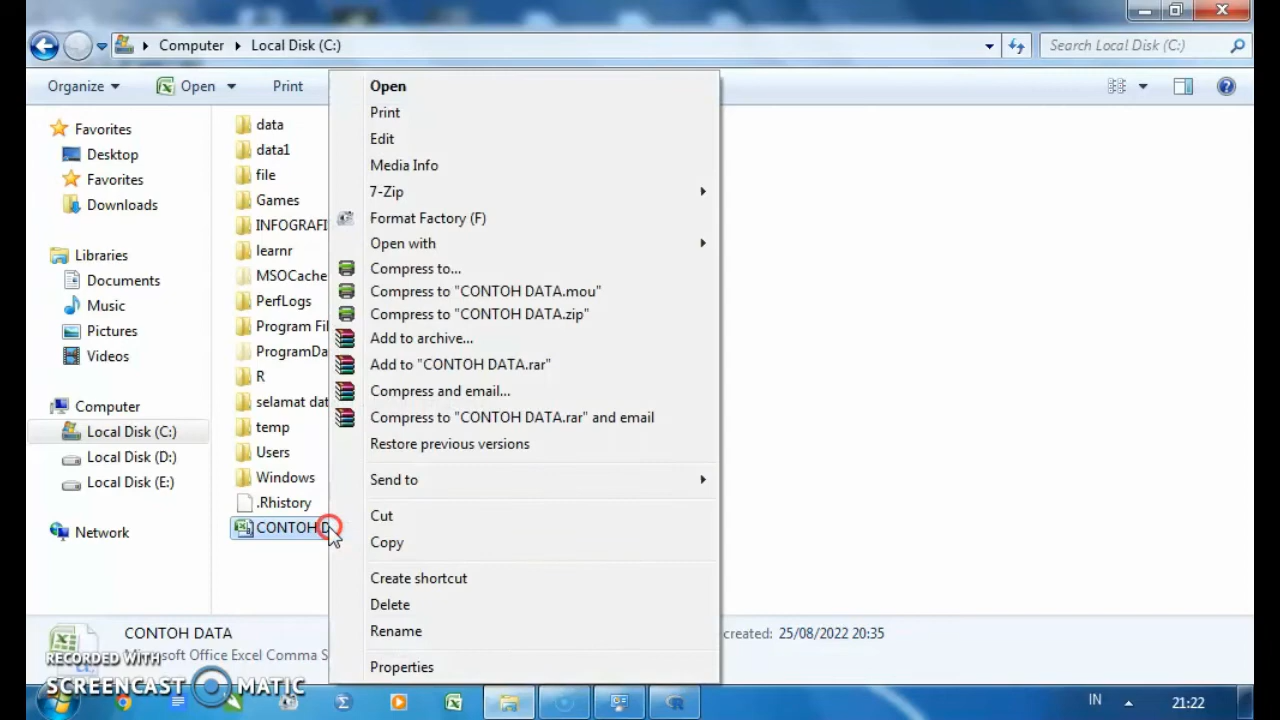 Computer Local Disk (C:)
Search Local Disk (C:)
Organize
Open
Print
Favorites
Desktop
Favorites
Downloads
Libraries
Documents
Music
Pictures
Videos
Computer
Local Disk (C:)
Local Disk (D:)
Local Disk (E:)
Network
data
data1
file
Games
INFOGRAFI
learnr
MSOCache
PerfLogs
Program Fil
ProgramDa
R
selamat dat
temp
Users
Windows
.Rhistory
CONTOH D
Open
Print
Edit
Media Info
7-Zip
Format Factory (F)
Open with
Compress to...
Compress to "CONTOH DATA.mou"
Compress to "CONTOH DATA.zip"
Add to archive...
Add to "CONTOH DATA.rar"
Compress and email...
Compress to "CONTOH DATA.rar" and email
Restore previous versions
Send to
Cut
Copy
Create shortcut
Delete
Rename
Properties
CONTOH DATA
created: 25/08/2022 20:35
Microsoft Office Excel Comma S
RECORDED WITH
SCREENCAST MATIC
IN
21:22